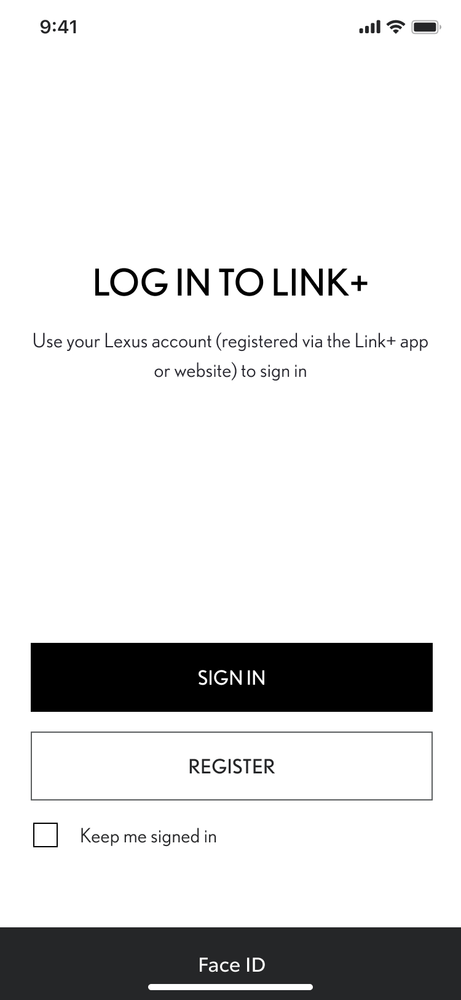 9:41
LOG IN TO LINK+
Use your Lexus account (registered via the Link+ app
or website) to sign in
SIGN IN
REGISTER
Keep me signed in
Face ID